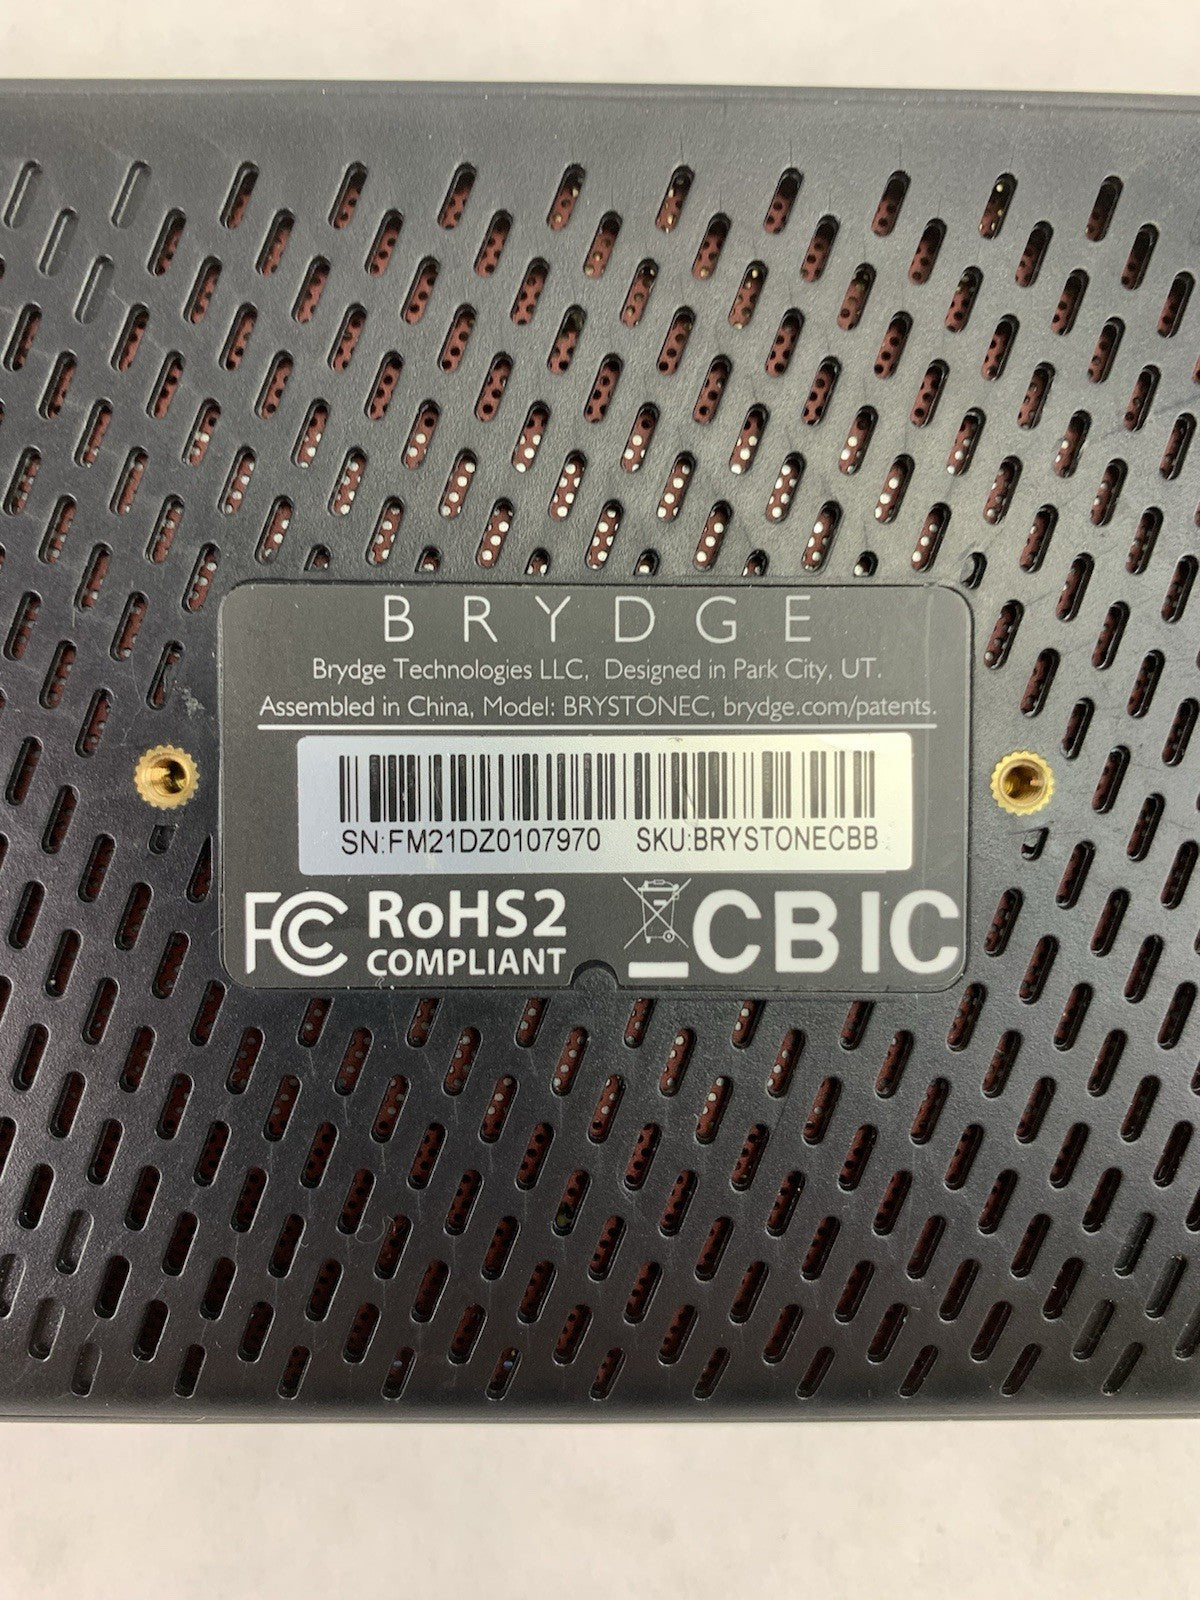 BRYDGE
Brydge Technologies LLC, Designed in Park City, UT.
Assembled in China, Model: BRYSTONEC, brydge.com/patents.
SN:FM21DZ0107970 SKU:BRYSTONECBB
FC RoHS2 CBIC
COMPLIANT